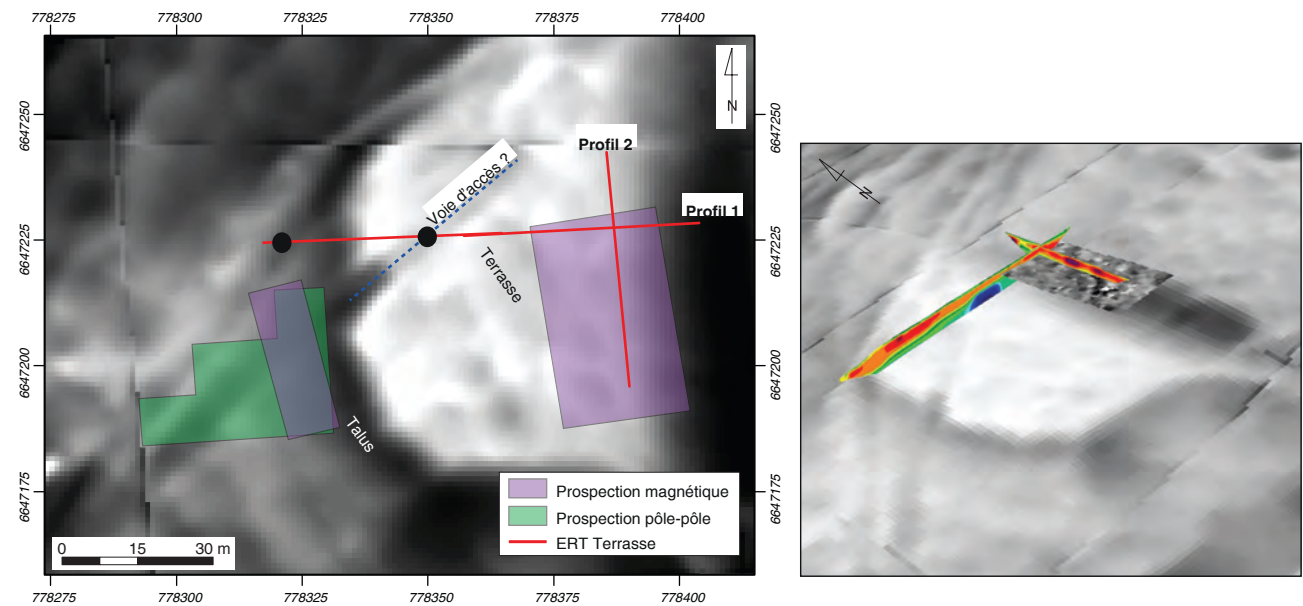 778275 778300 778325 778350 778375 778400
6647250
6647225
6647200
6647175
6647250
6647225
6647200
6647175
N
Profil 2
Voie d'accès ?
Profil 1
Terrasse
Talus
Prospection magnétique
Prospection pôle-pôle
ERT Terrasse
0 15 30 m
778275 778300 778325 778350 778375 778400
N